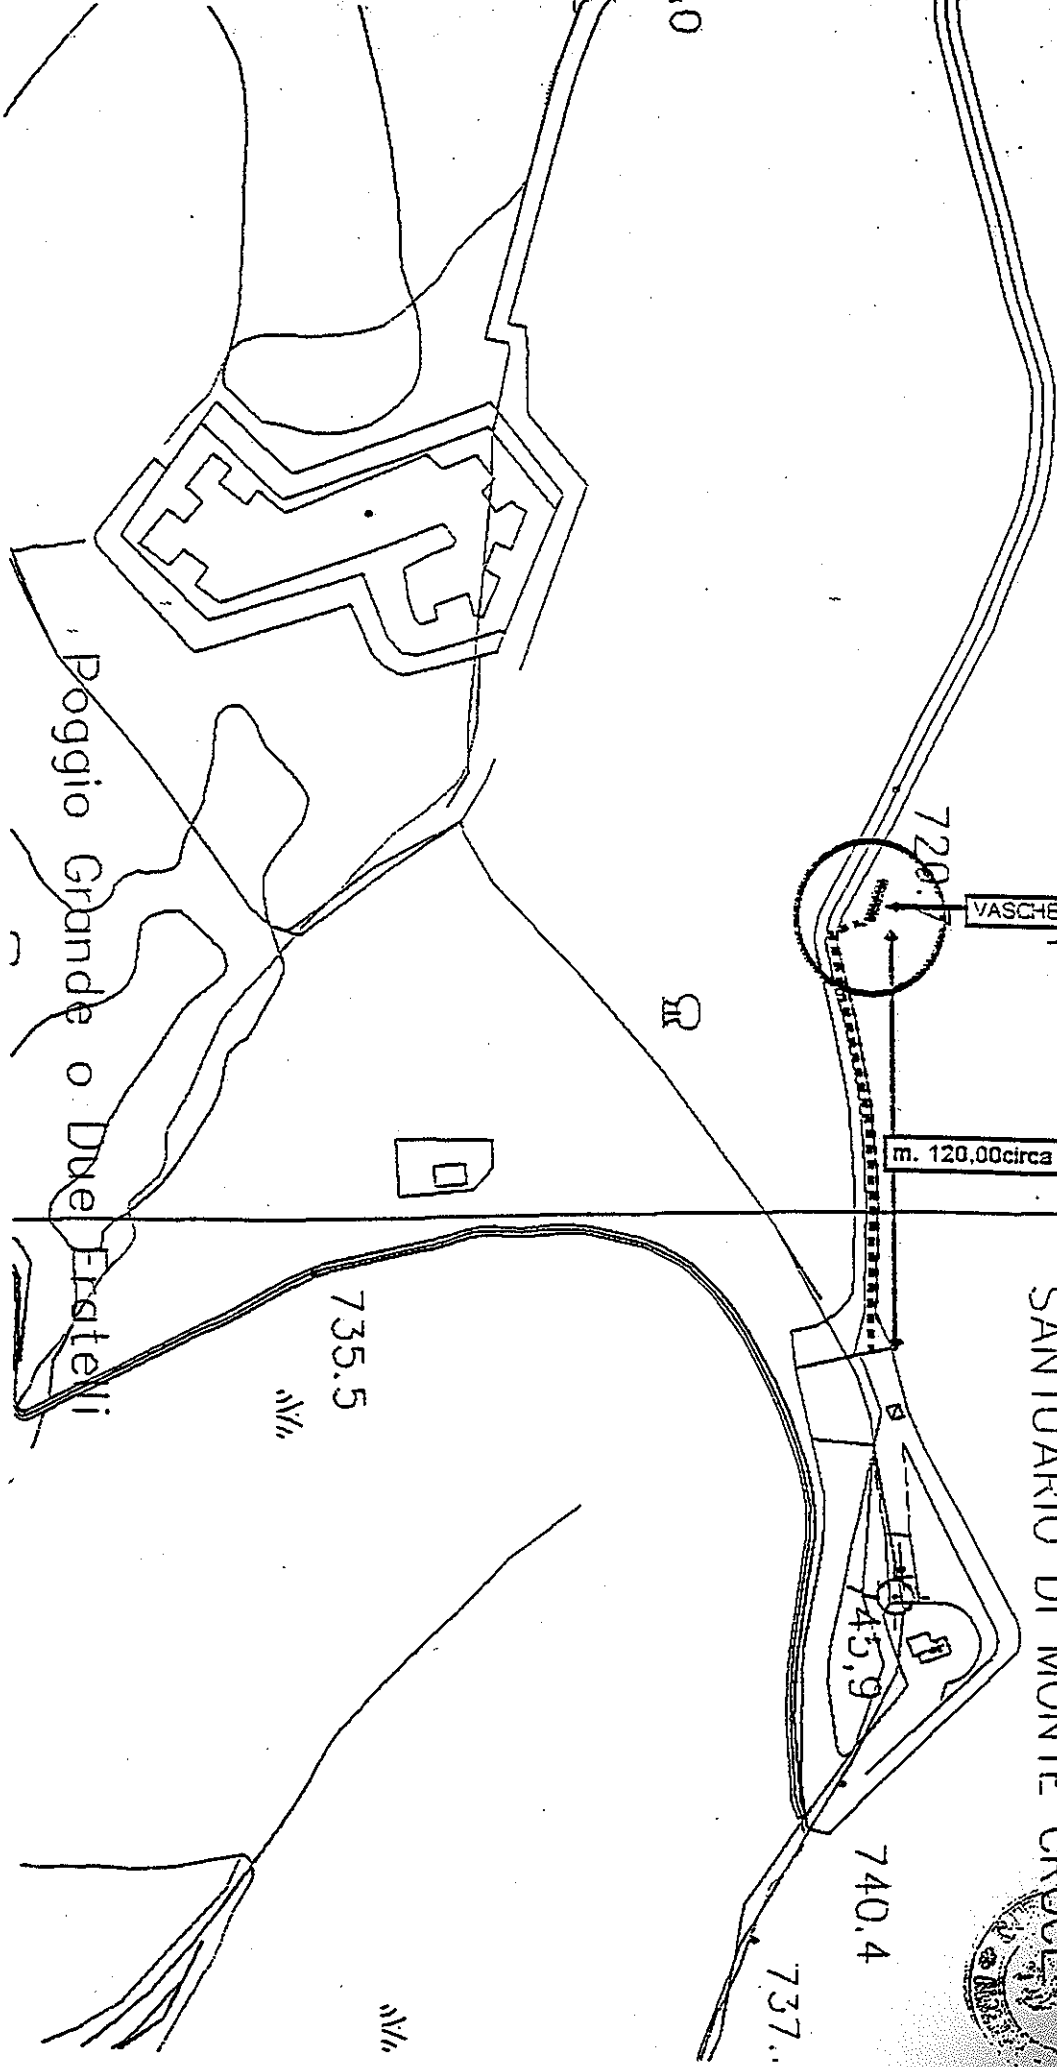 VASCHE
m. 120,00circa
SANTUARIO DI MONTE
Poggio Grande o Due Fratelli
735.5
740.4